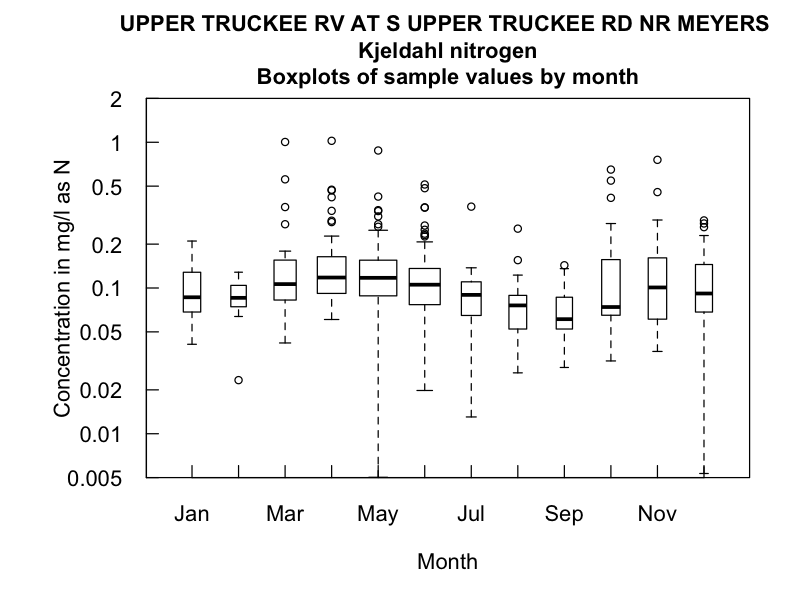 UPPER TRUCKEE RV AT S UPPER TRUCKEE RD NR MEYERS
Kjeldahl nitrogen
Boxplots of sample values by month
Concentration in mg/l as N
2
1
0.5
0.2
0.1
0.05
0.02
0.01
0.005
Jan Mar May Jul Sep Nov
Month